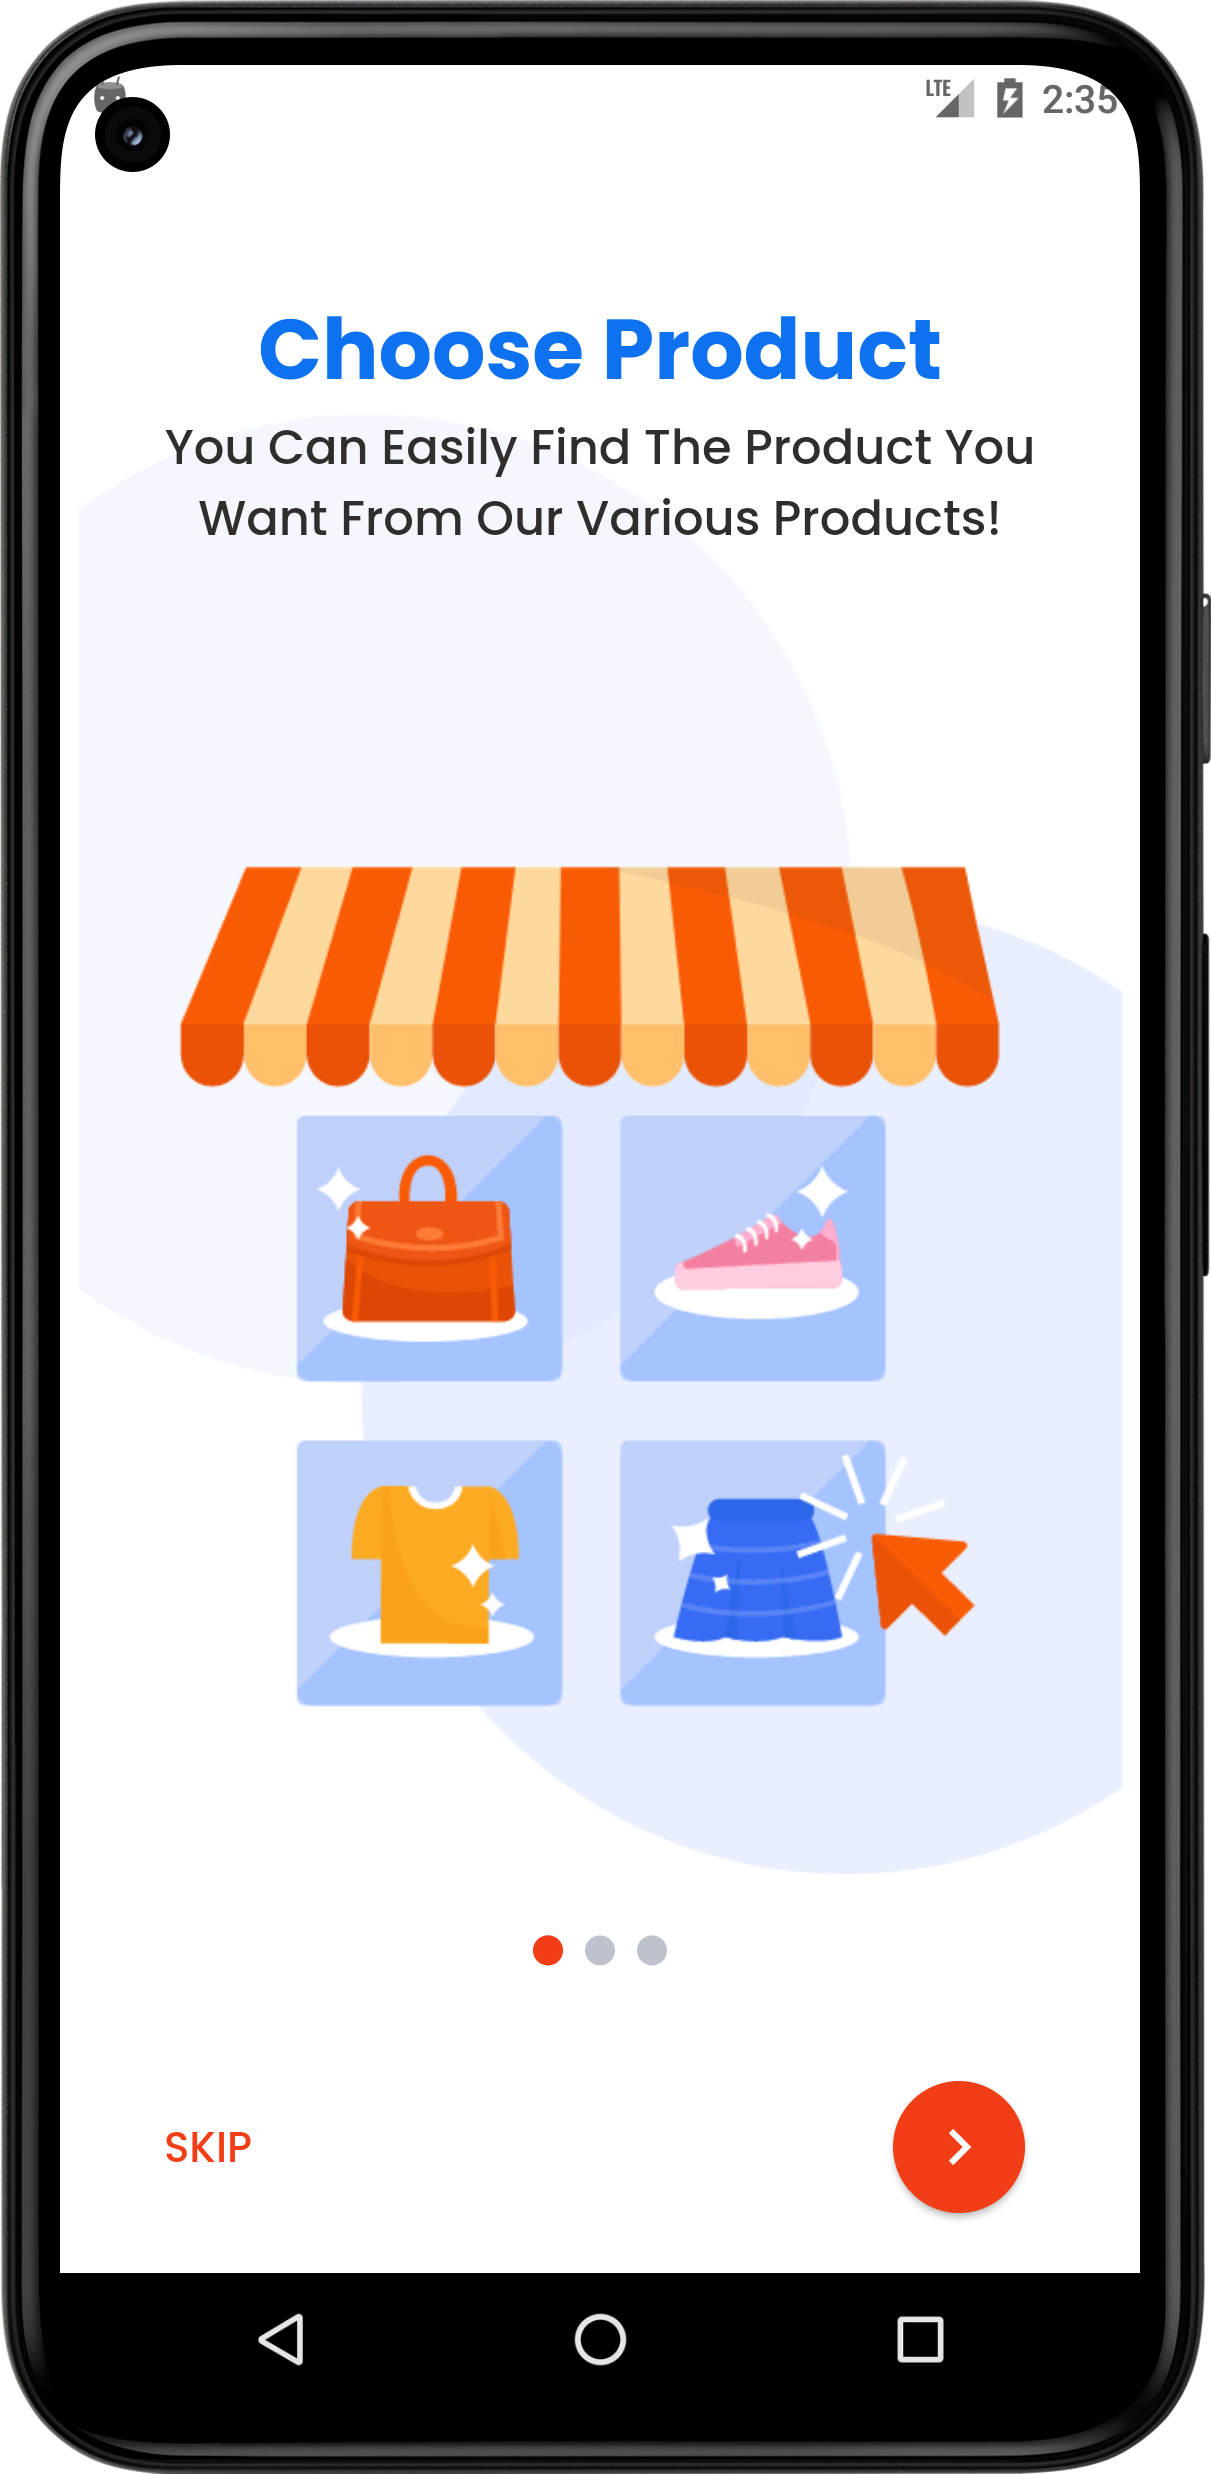 LTE 2:35
Choose Product
You Can Easily Find The Product You
Want From Our Various Products!
SKIP